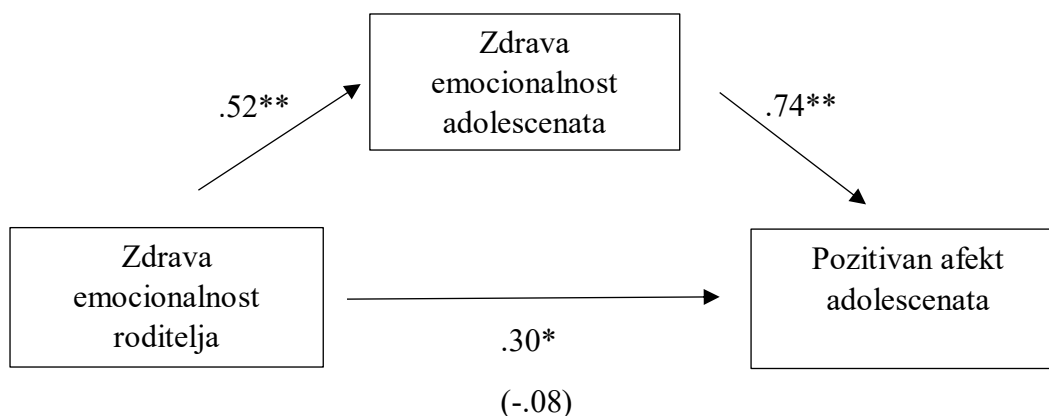 Zdrava
emocionalnost
adolescenata
.52**
.74**
Zdrava
emocionalnost
roditelja
Pozitivan afekt
adolescenata
.30*
(-.08)